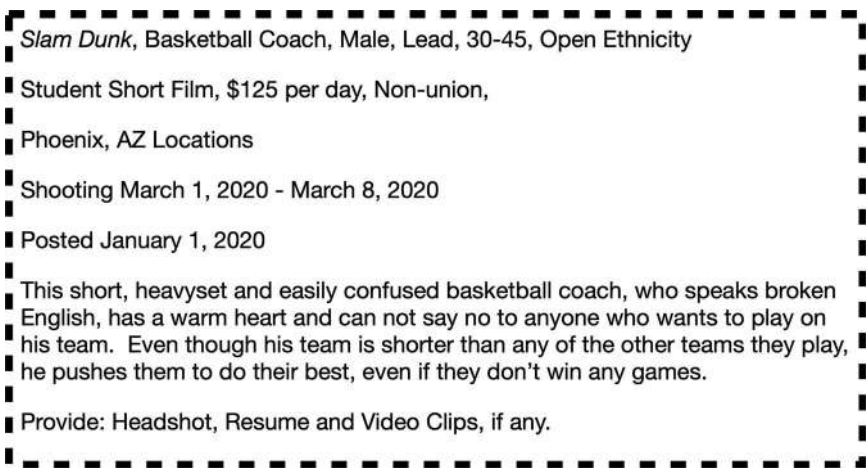 Slam Dunk, Basketball Coach, Male, Lead, 30-45, Open Ethnicity
Student Short Film, $125 per day, Non-union,
Phoenix, AZ Locations
Shooting March 1, 2020 - March 8, 2020
Posted January 1, 2020
This short, heavyset and easily confused basketball coach, who speaks broken
English, has a warm heart and can not say no to anyone who wants to play on
his team.  Even though his team is shorter than any of the other teams they play,
he pushes them to do their best, even if they don’t win any games.
Provide: Headshot, Resume and Video Clips, if any.